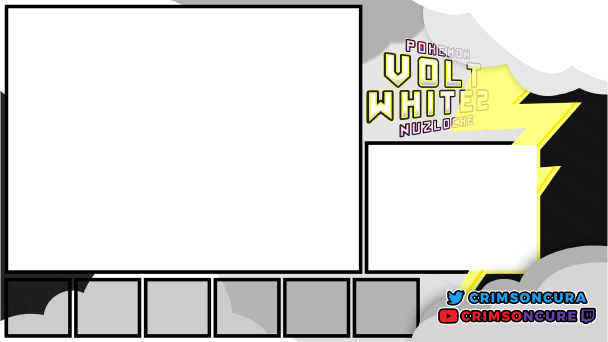 POKEMON
VOLT
WHITE2
NUZLOCKE
CRIMSONCURA
CRIMSONCURE